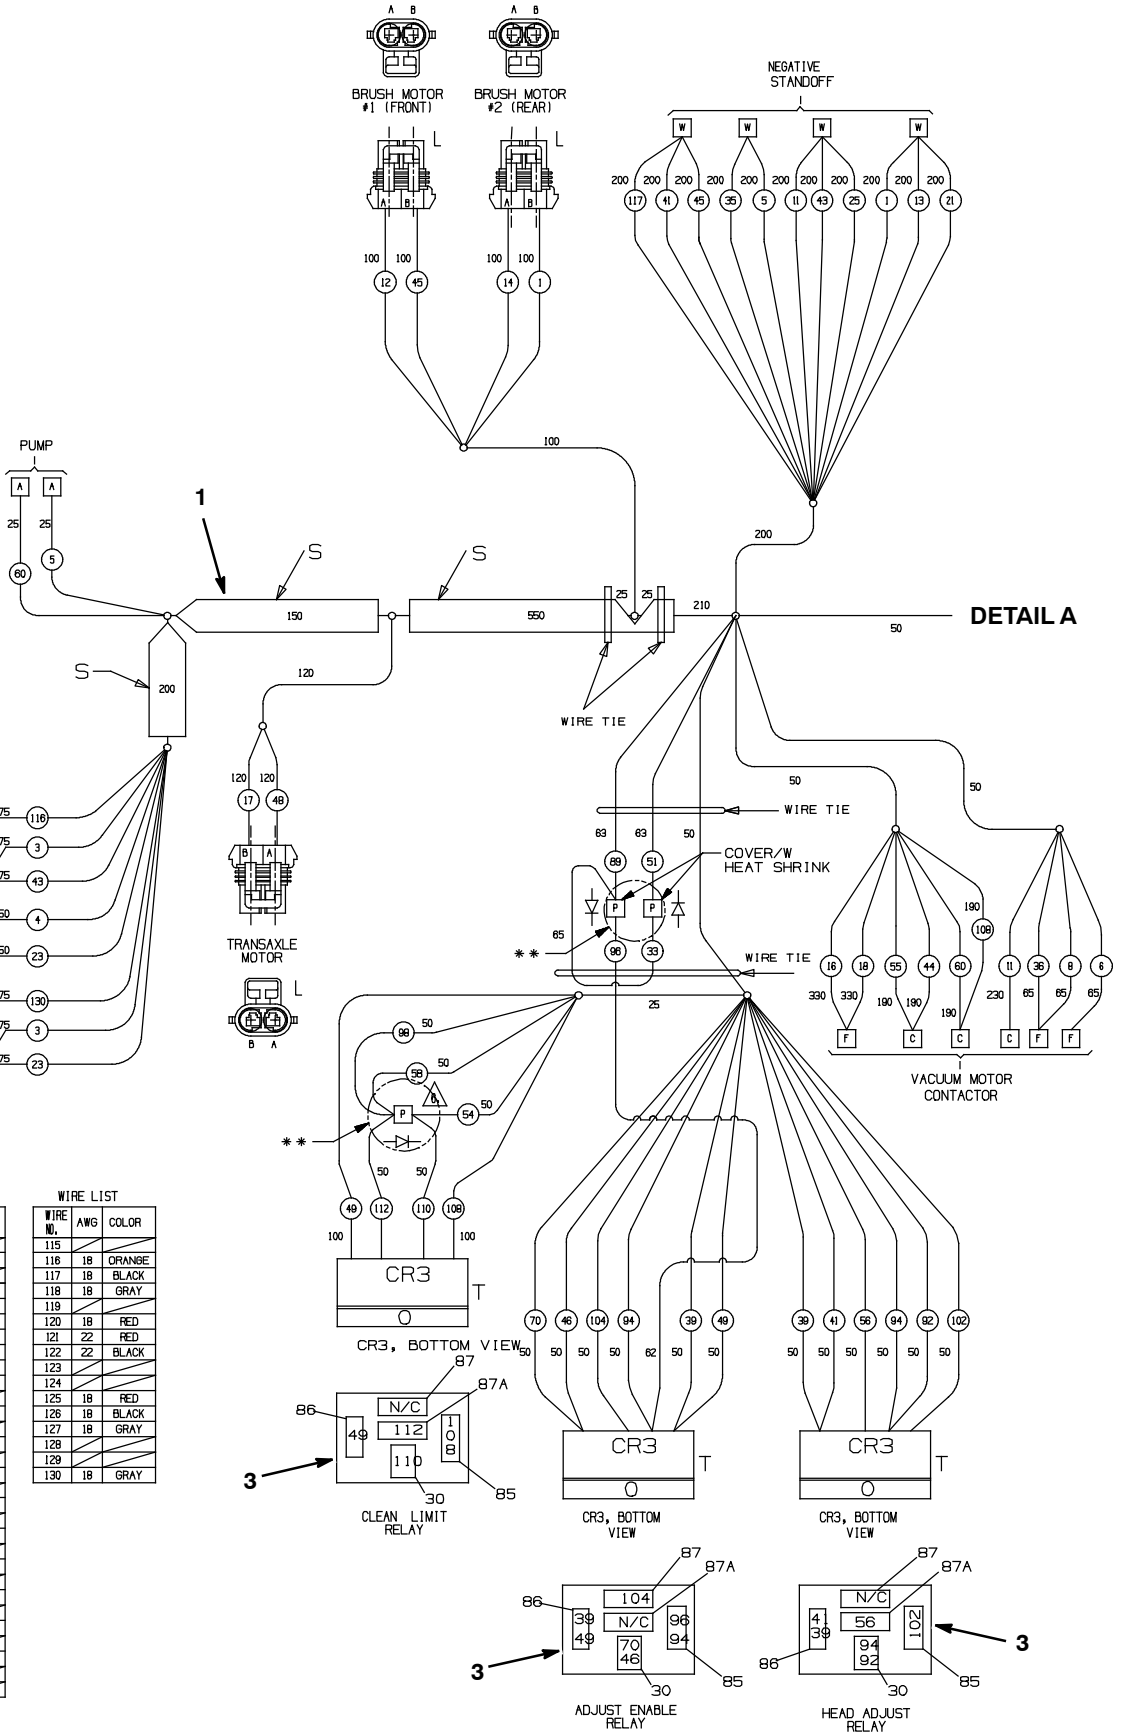 A B
A B
BRUSH MOTOR
#1 (FRONT)
BRUSH MOTOR
#2 (REAR)
L
L
A B
A B
100 100 100 100
12 45 14 1
100
NEGATIVE
STANDOFF
W W W W
200 200 200 200 200 200 200 200 200 200 200
117 41 45 35 5 11 43 25 1 13 21
200
PUMP
A A
25 25
60 5
1
S
S
150
550
25 25
210
50
DETAIL A
S
200
120
WIRE TIE
120 120
17 48
B A
TRANSAXLE
MOTOR
L
B A
75 116
75 3
75 43
50 4
50 23
75 130
75 3
75 23
50
50
WIRE TIE
63 63 50
89 51
COVER/W
HEAT SHRINK
P P
65
**
96 33
WIRE TIE
25
190
109
16 18 55 44 60 11 36 8 6
330 330 190 190 190 230 65 65 65
F C C C F F
VACUUM MOTOR
CONTACTOR
98 50
58 50
54 50
P
**
50 50
49 112 110 108
100 100
CR3
T
O
CR3, BOTTOM VIEW
WIRE LIST
WIRE
NO. AWG COLOR
115
116 18 ORANGE
117 18 BLACK
118 18 GRAY
119
120 18 RED
121 22 RED
122 22 BLACK
123
124
125 18 RED
126 18 BLACK
127 18 GRAY
128
129
130 18 GRAY
70 46 104 94 39 49
50 50 50 50 62 50 50
39 41 56 94 92 102
50 50 50 50 50 50
CR3
T
O
CR3, BOTTOM
VIEW
CR3
T
O
CR3, BOTTOM
VIEW
87
87A
86
N/C
49
112
108
110
3
30
85
CLEAN LIMIT
RELAY
87
87A
86
104
39
49
N/C
96
94
70
46
3
30
85
ADJUST ENABLE
RELAY
87
87A
N/C
41
39
56
102
94
92
3
86
30
85
HEAD ADJUST
RELAY